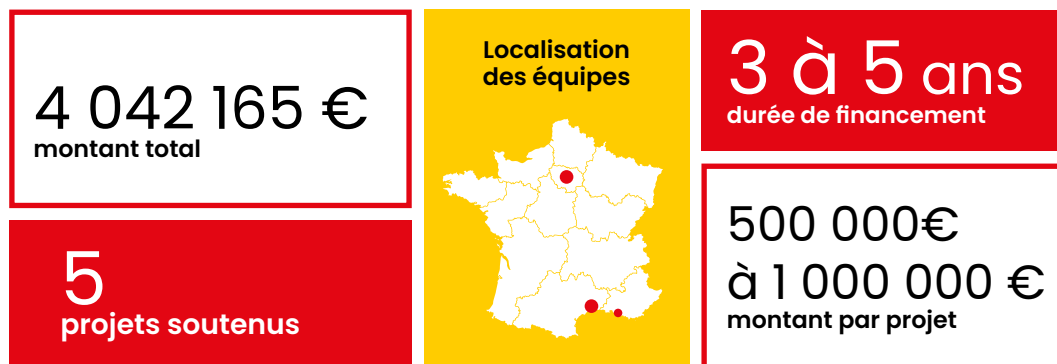 4 042 165 €
montant total
5
projets soutenus
Localisation
des équipes
3 à 5 ans
durée de financement
500 000€
à 1 000 000 €
montant par projet